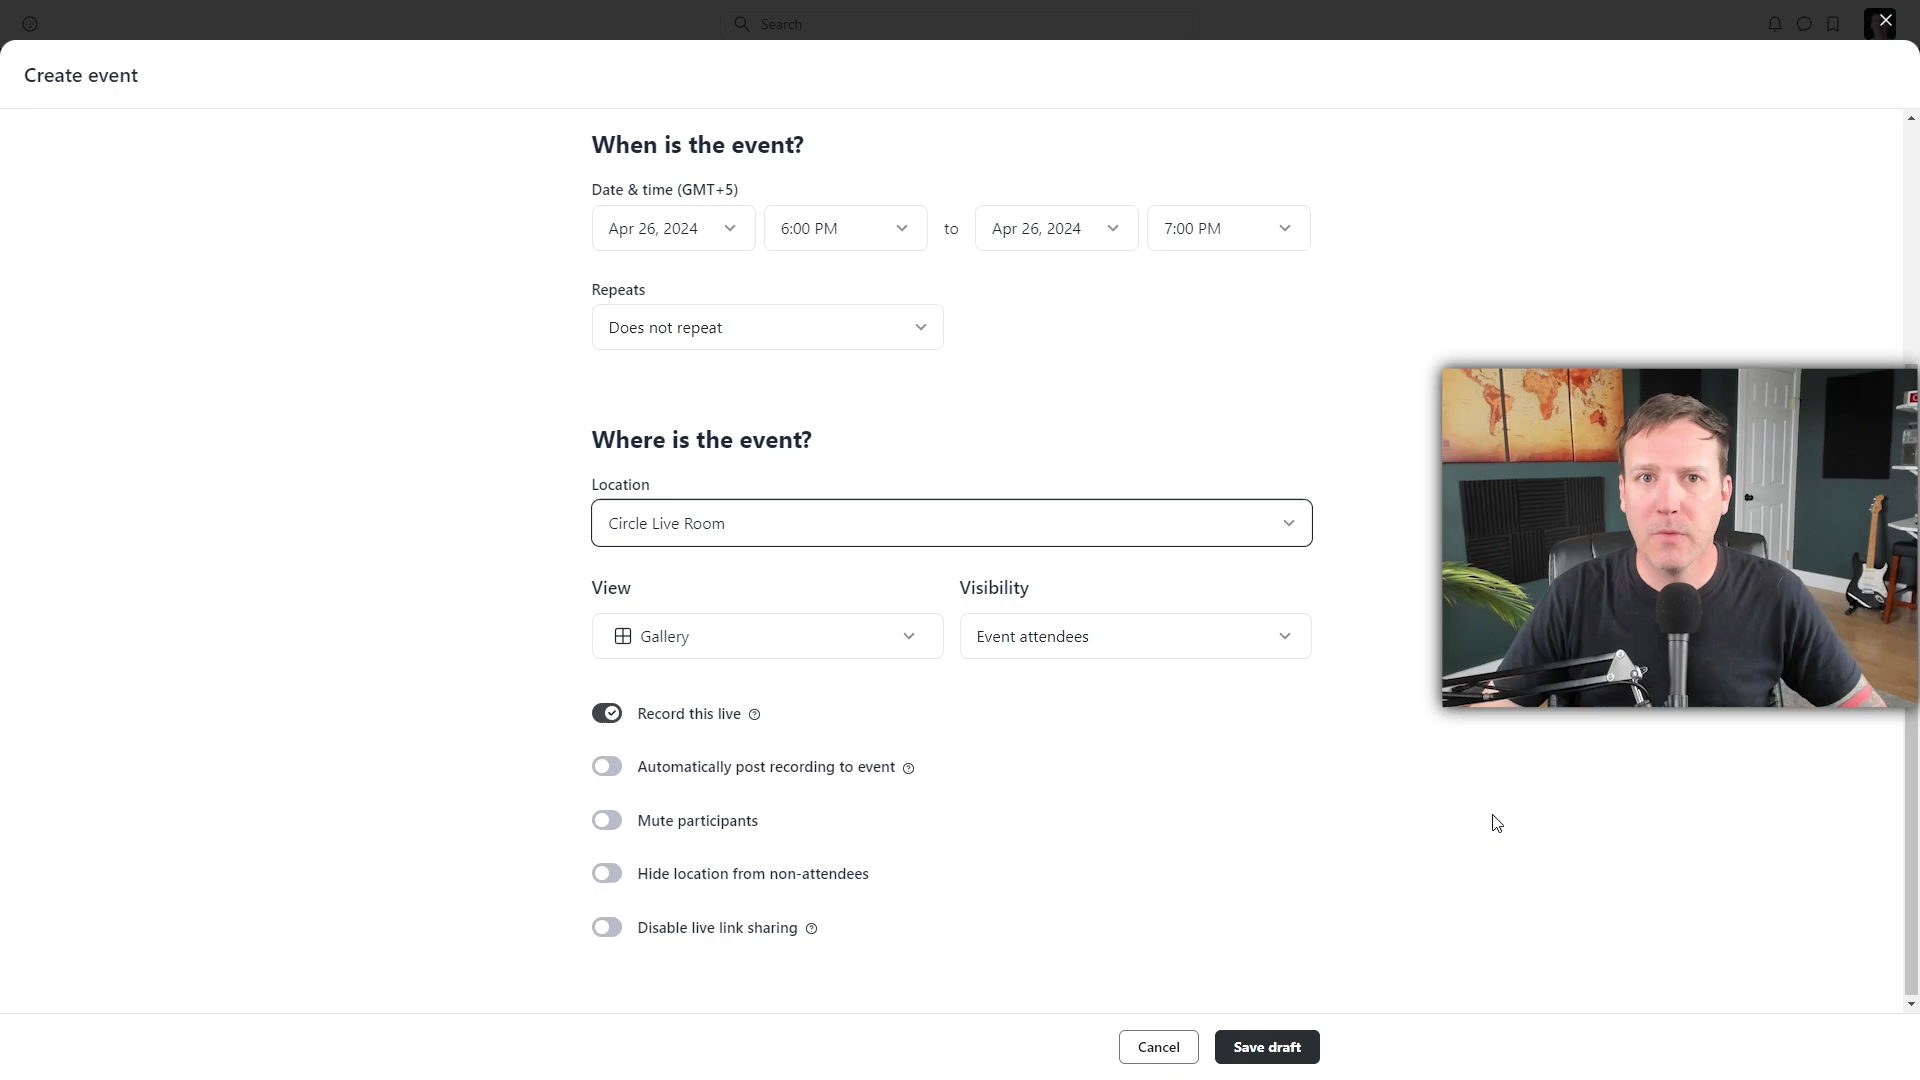 Search
Create event
When is the event?
Date & time (GMT+5)
Apr 26, 2024 6:00 PM to Apr 26, 2024 7:00 PM
Repeats
Does not repeat
Where is the event?
Location
Circle Live Room
View Visibility
Gallery Event attendees
Record this live
Automatically post recording to event
Mute participants
Hide location from non-attendees
Disable live link sharing
Cancel Save draft